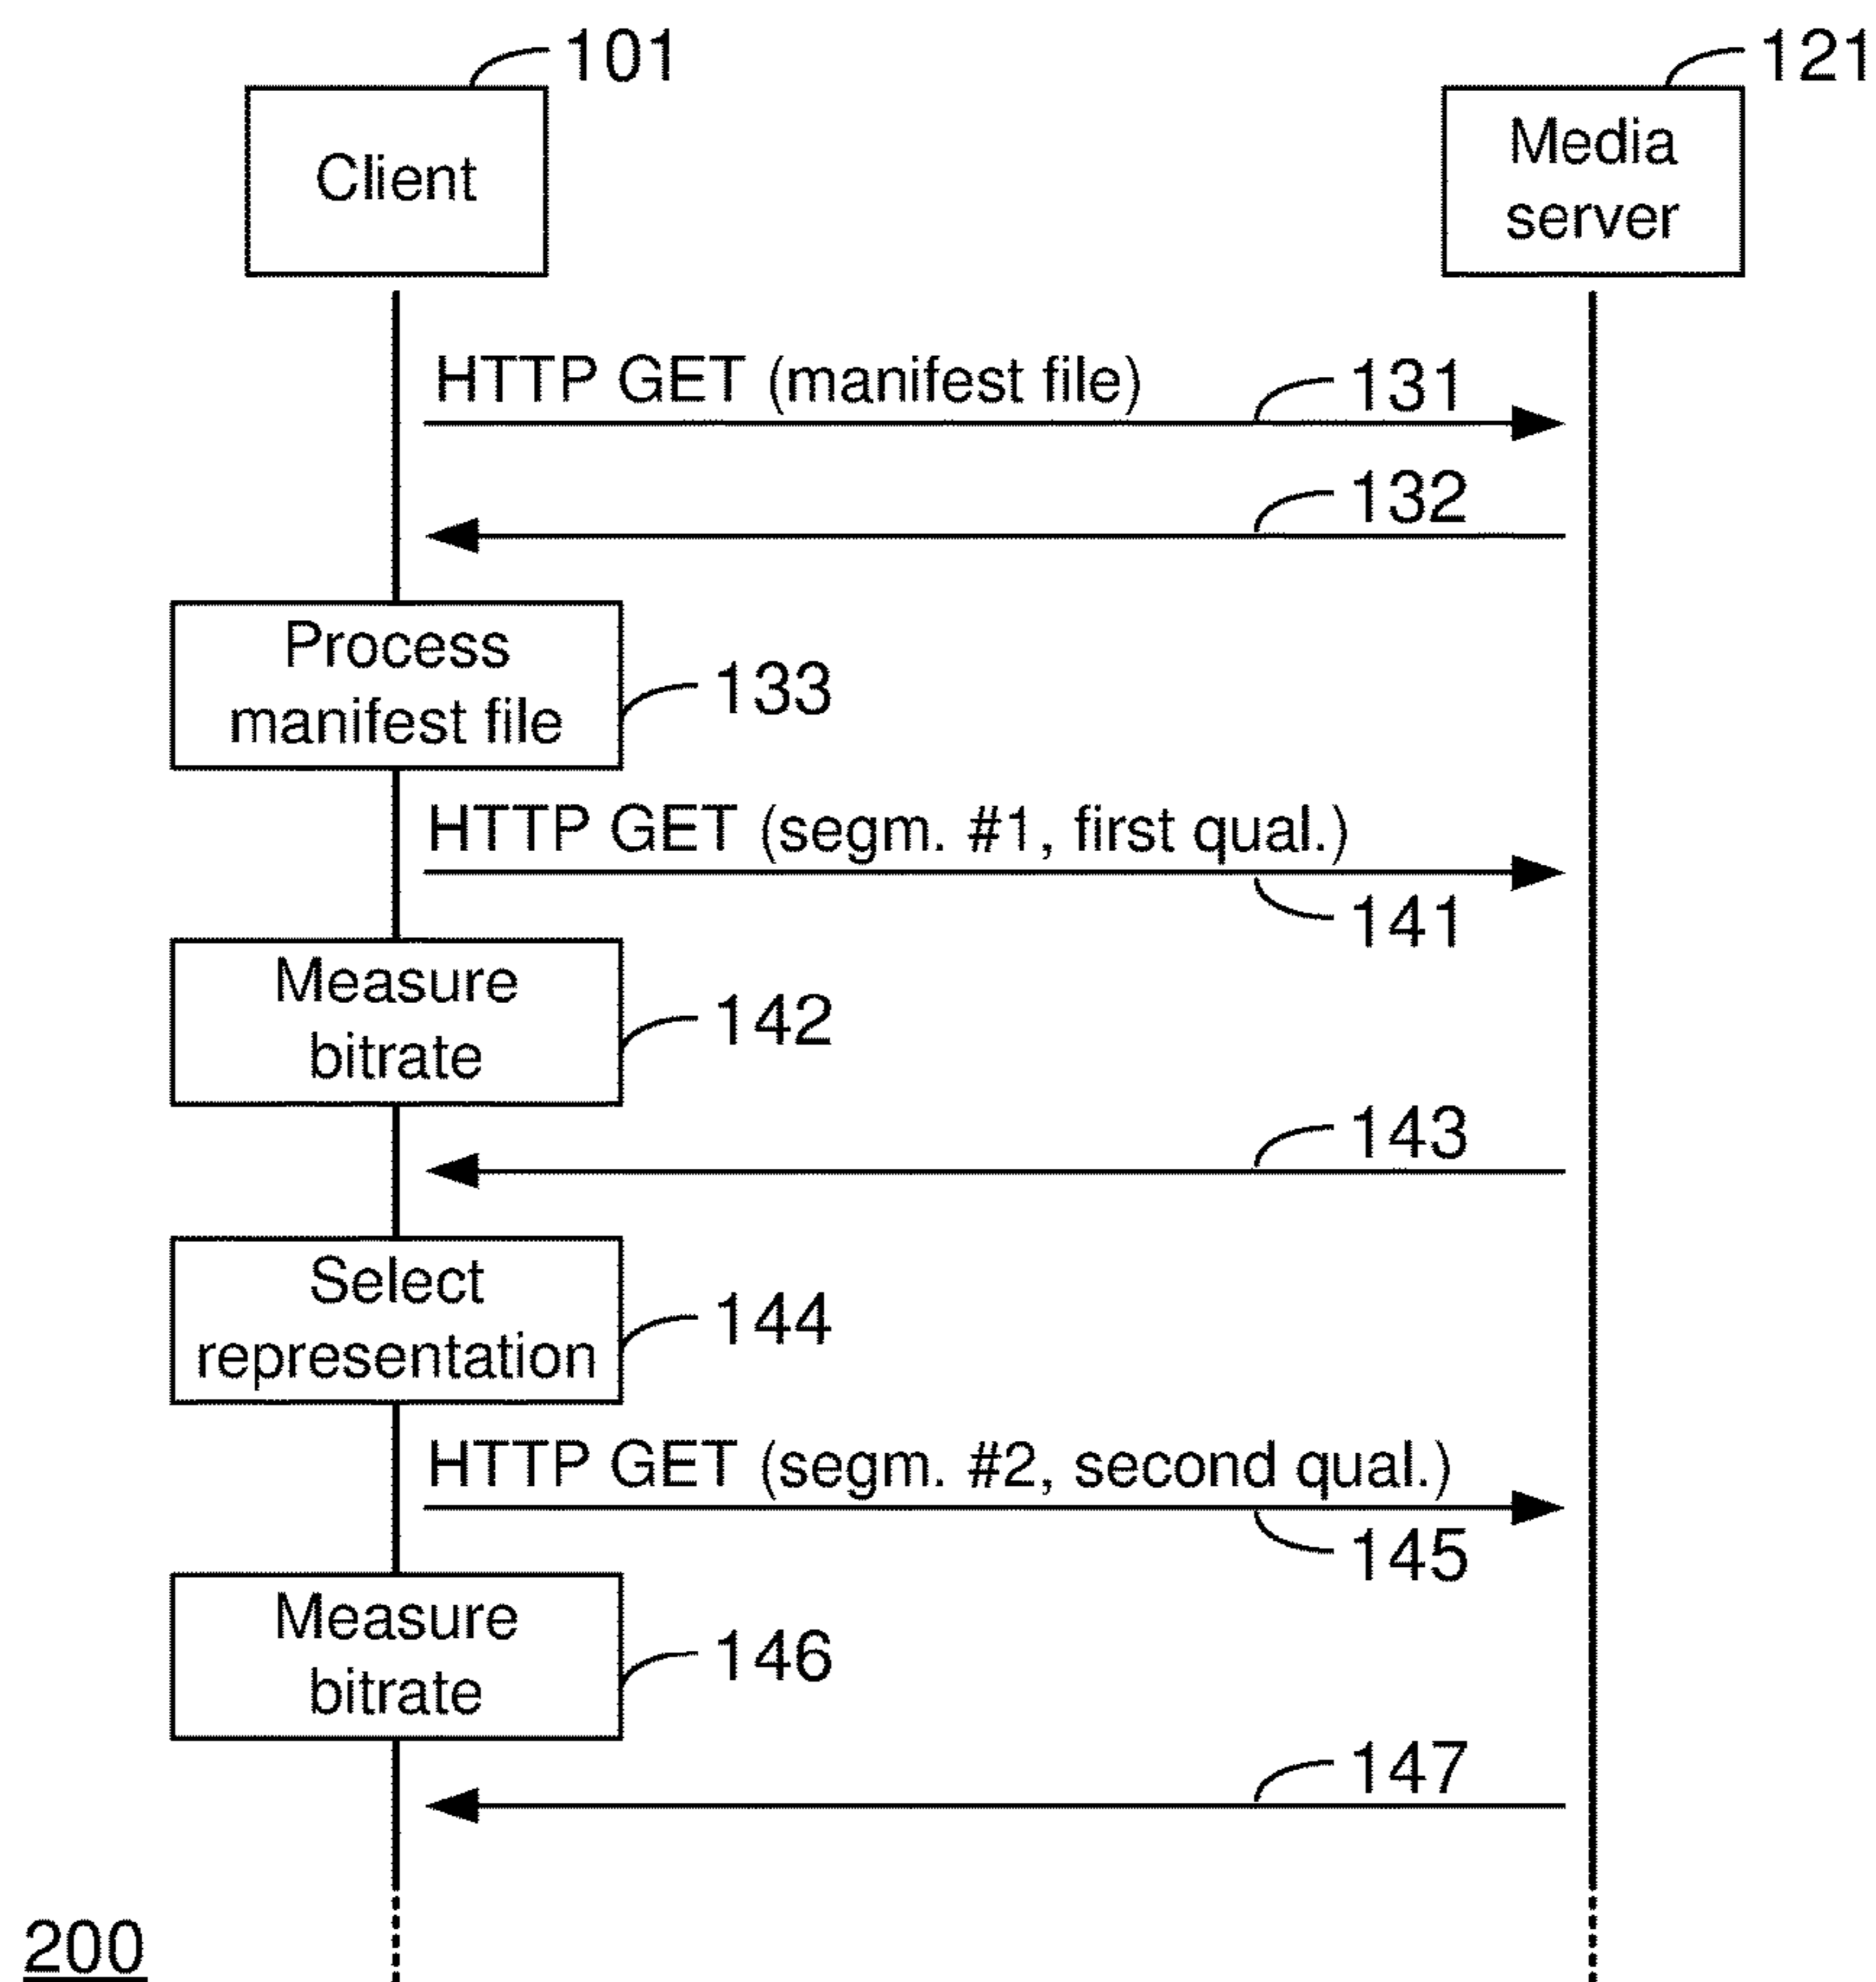 101
121
Client
Media
server
HTTP GET (manifest file)
131
132
Process
manifest file
133
HTTP GET (segm. #1, first qual.)
141
Measure
bitrate
142
143
Select
representation
144
HTTP GET (segm. #2, second qual.)
145
Measure
bitrate
146
147
200